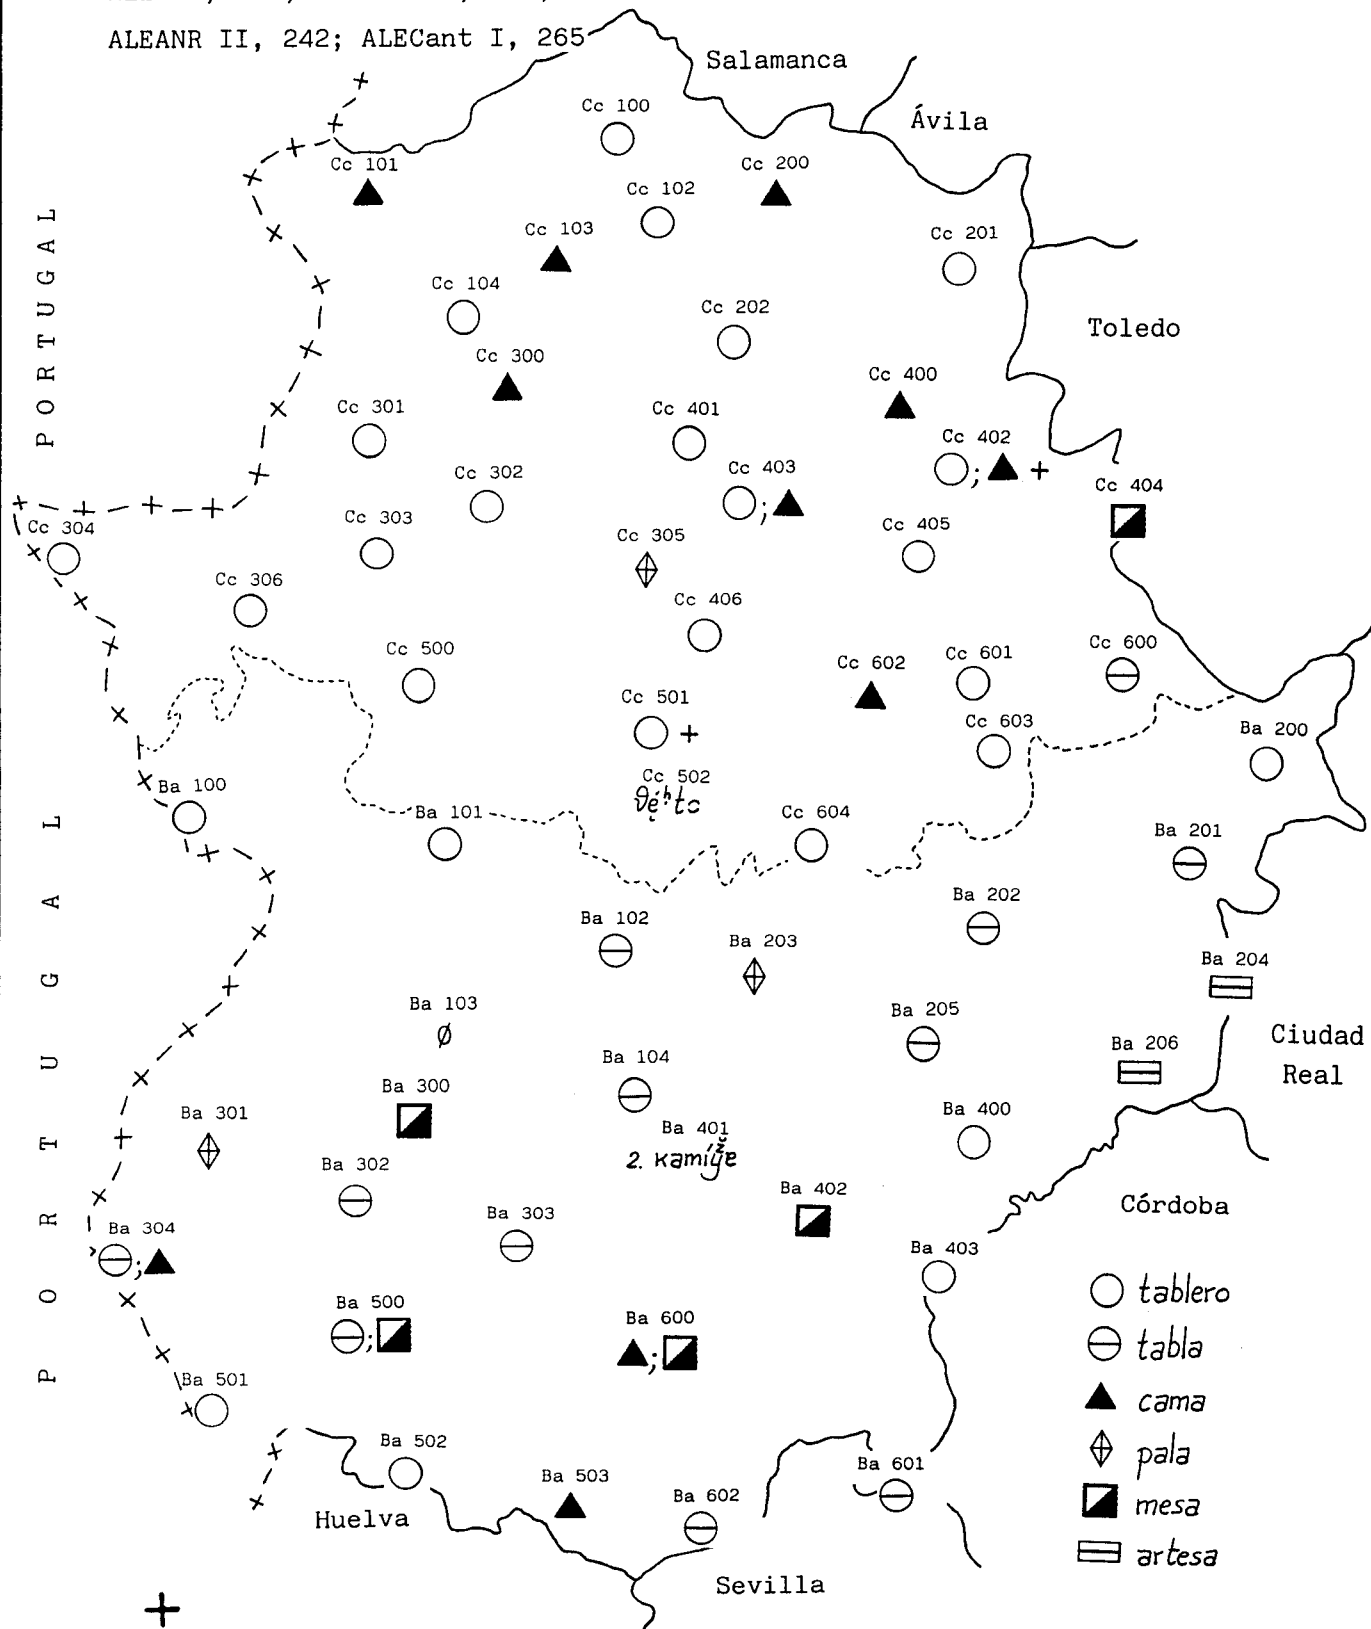 ALEANR II, 242; ALECant I, 265
Salamanca
Cc 100
Ávila
Cc 101
Cc 200
Cc 102
PORTUGAL
Cc 103
Cc 201
Cc 104
Cc 202
Toledo
Cc 300
Cc 400
Cc 301
Cc 401
Cc 402
; +
Cc 302
Cc 403
;
Cc 404
Cc 304
Cc 303
Cc 405
Cc 305
Cc 306
Cc 406
Cc 500
Cc 602
Cc 601
Cc 600
Cc 501
+
Cc 603
Ba 200
Cc 502
Ba 100
Ba 101
Cc 604
PORTUGAL
Ba 201
Ba 102
Ba 202
Ba 203
Ba 204
Ba 103
ø
Ba 205
Ciudad
Real
Ba 206
Ba 104
Ba 300
Ba 301
Ba 400
Ba 401
2.
Ba 302
Ba 402
Córdoba
Ba 303
Ba 304
;
Ba 403
tablero
Ba 500
;
Ba 600
;
tabla
Ba 501
cama
Ba 502
pala
Ba 503
Ba 601
Ba 602
mesa
Huelva
artesa
Sevilla
+